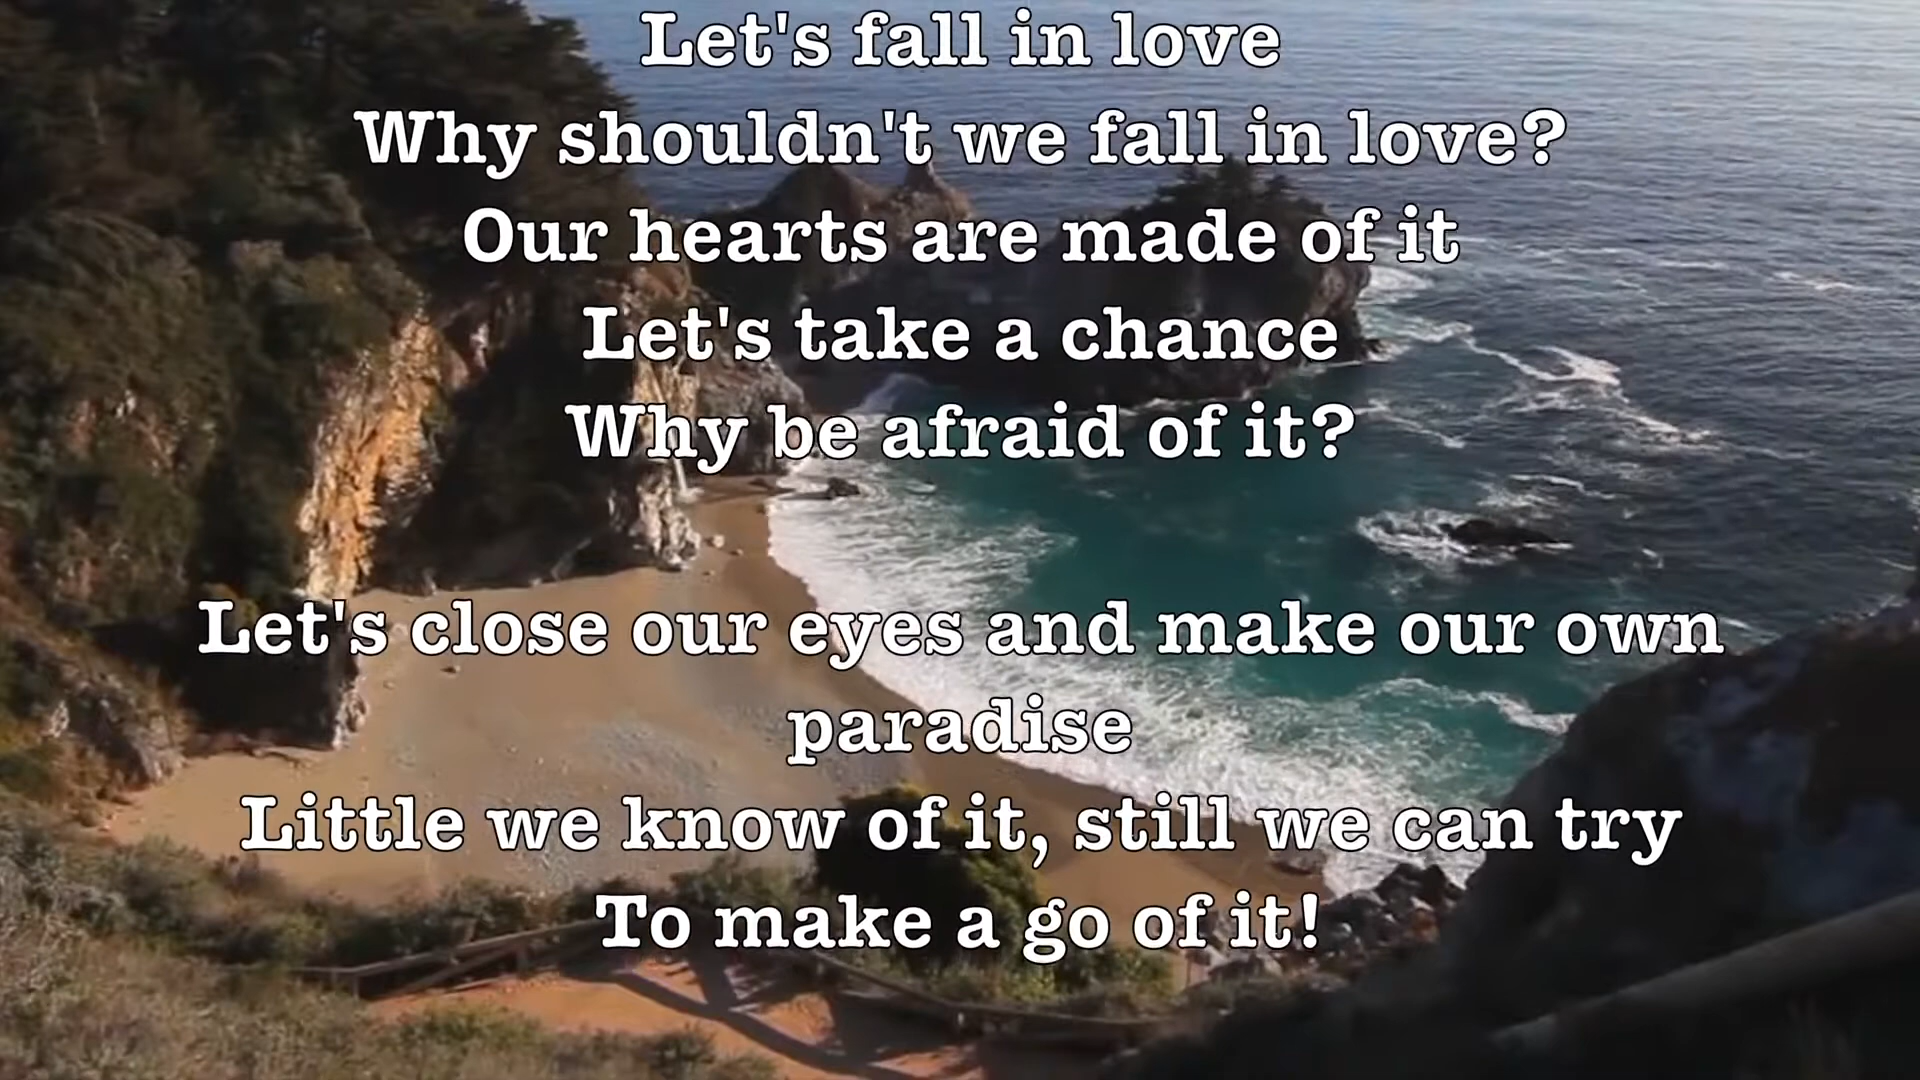 Let's fall in love
Why shouldn't we fall in love?
Our hearts are made of it
Let's take a chance
Why be afraid of it?
Let's close our eyes and make our own
paradise
Little we know of it, still we can try
To make a go of it!